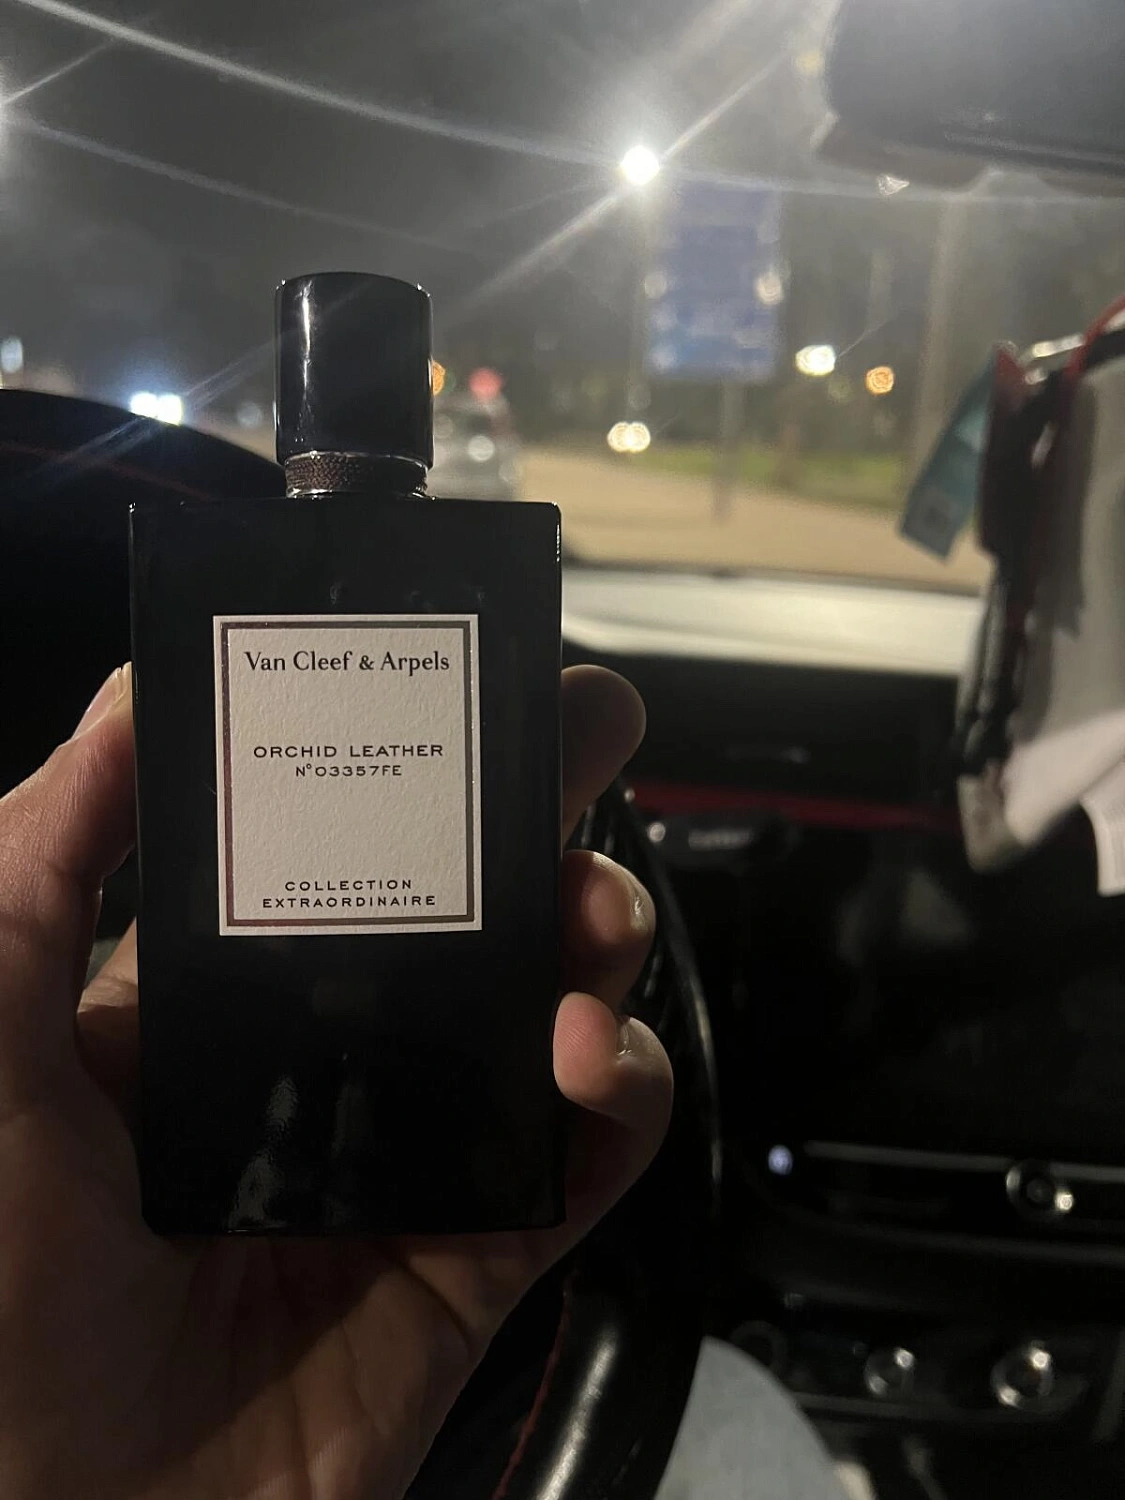 Van Cleef & Arpels
ORCHID LEATHER
N°03357FE
COLLECTION
EXTRAORDINAIRE